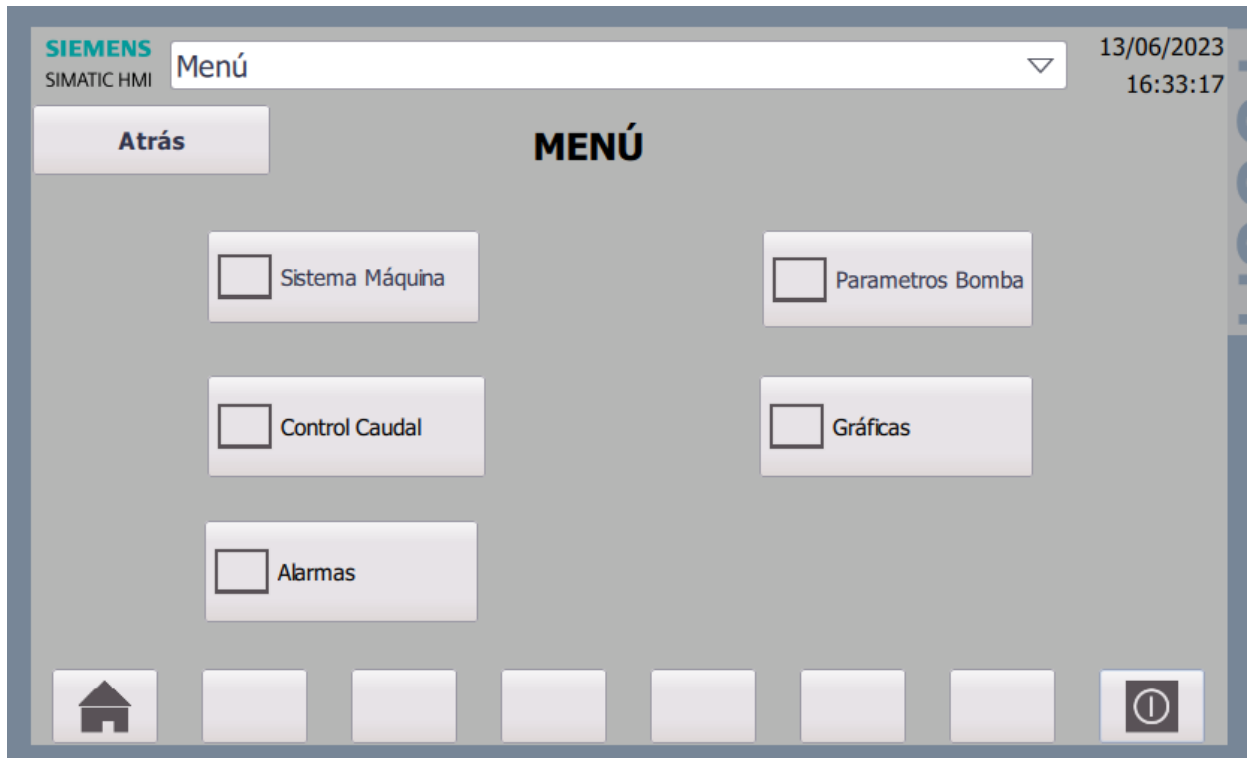 SIEMENS
SIMATIC HMI
Menú
13/06/2023
16:33:17
Atrás
MENÚ
Sistema Máquina
Parametros Bomba
Control Caudal
Gráficas
Alarmas